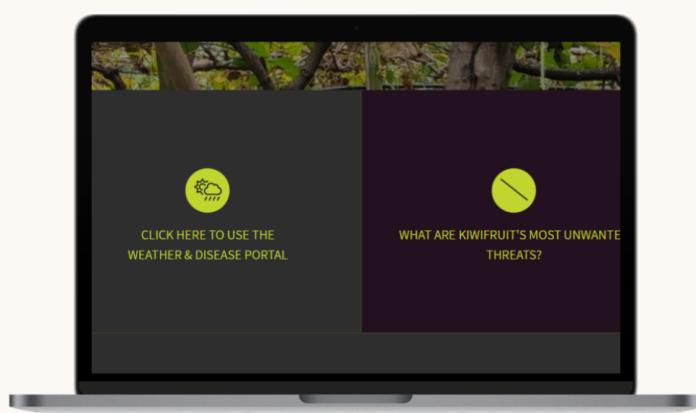 CLICK HERE TO USE THE
WEATHER & DISEASE PORTAL
WHAT ARE KIWIFRUIT'S MOST UNWANTE
THREATS?